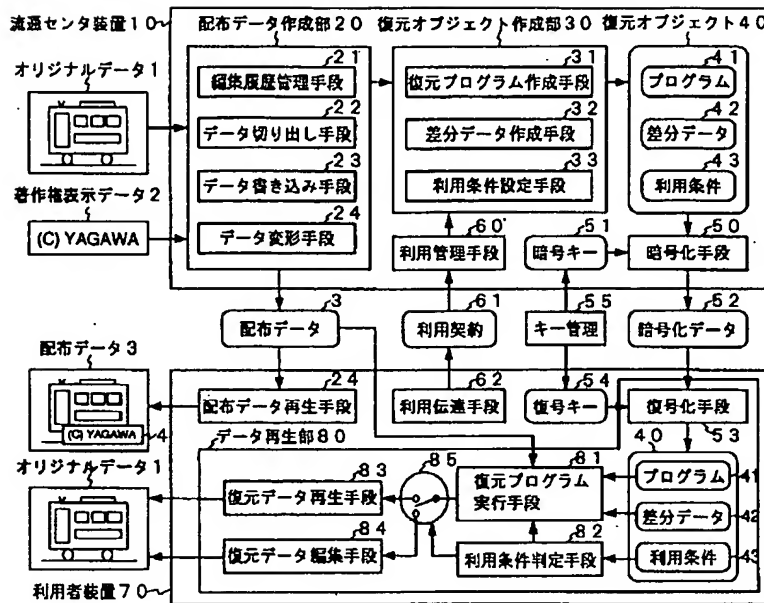 流通センタ装置10
配布データ作成部20
復元オブジェクト作成部30
復元オブジェクト40
オリジナルデータ1
21
編集履歴管理手段
22
データ切り出し手段
23
データ書き込み手段
24
データ変形手段
31
復元プログラム作成手段
32
差分データ作成手段
33
利用条件設定手段
41
プログラム
42
差分データ
43
利用条件
著作権表示データ2
(C) YAGAWA
60
利用管理手段
51
暗号キー
50
暗号化手段
3
配布データ
61
利用契約
55
キー管理
52
暗号化データ
配布データ3
(C) YAGAWA
4
24
配布データ再生手段
62
利用伝達手段
54
復号キー
復号化手段
53
データ再生部80
オリジナルデータ1
83
復元データ再生手段
84
復元データ編集手段
85
81
復元プログラム
実行手段
82
利用条件判定手段
40
プログラム
41
差分データ
42
利用条件
43
利用者装置70